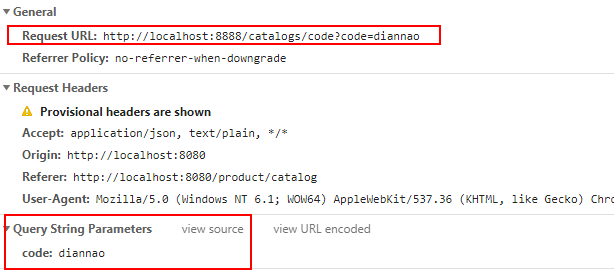 General
Request URL: http://localhost:8888/catalogs/code?code=diannao
Referrer Policy: no-referrer-when-downgrade
Request Headers
Provisional headers are shown
Accept: application/json, text/plain, */*
Origin: http://localhost:8080
Referer: http://localhost:8080/product/catalog
User-Agent: Mozilla/5.0 (Windows NT 6.1; WOW64) AppleWebKit/537.36 (KHTML, like Gecko) Chro
Query String Parameters view source view URL encoded
code: diannao